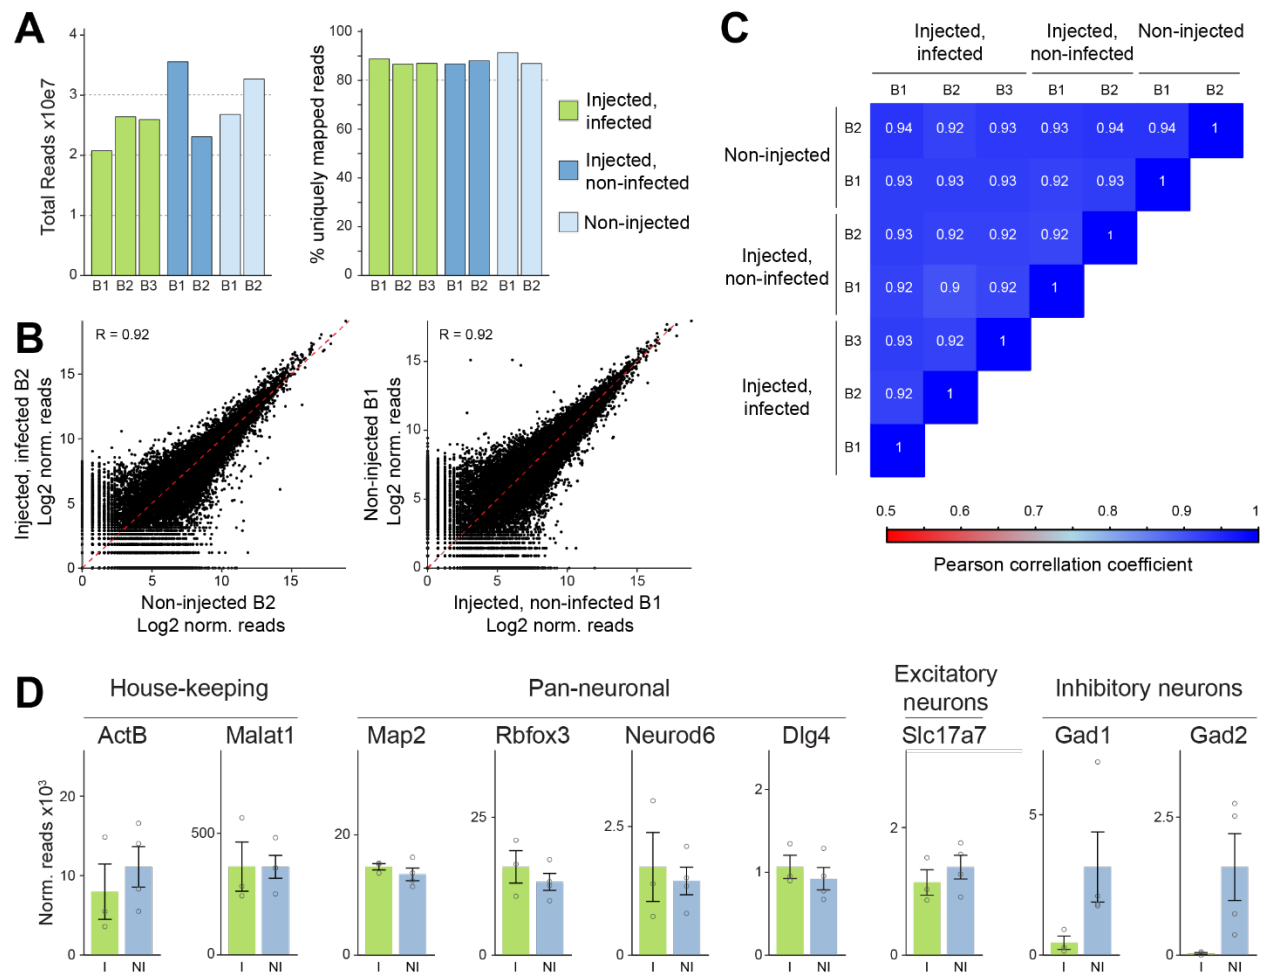 A
Total Reads x10e7
4
3
2
1
0
B1 B2 B3 B1 B2 B1 B2
% uniquely mapped reads
100
80
60
40
20
0
B1 B2 B3 B1 B2 B1 B2
Injected,
infected
Injected,
non-infected
Non-injected
B
R = 0.92
Injected, infected B2
Log2 norm. reads
15
10
5
0
0 5 10 15
Non-injected B2
Log2 norm. reads
R = 0.92
Non-injected B1
Log2 norm. reads
15
10
5
0
0 5 10 15
Injected, non-infected B1
Log2 norm. reads
C
Injected,
infected
Injected,
non-infected
Non-injected
B1 B2 B3 B1 B2 B1 B2
Non-injected
B2 0.94 0.92 0.93 0.93 0.94 0.94 1
B1 0.93 0.93 0.93 0.92 0.93 1
Injected,
non-infected
B2 0.93 0.92 0.92 0.92 1
B1 0.92 0.9 0.92 1
Injected,
infected
B3 0.93 0.92 1
B2 0.92 1
B1 1
0.5 0.6 0.7 0.8 0.9 1
Pearson correllation coefficient
D
House-keeping
Pan-neuronal
Excitatory
neurons
Inhibitory neurons
ActB
Malat1
Map2
Rbfox3
Neurod6
Dlg4
Slc17a7
Gad1
Gad2
Norm. reads x10³
20
10
0
I NI
500
0
I NI
20
0
I NI
25
0
I NI
2.5
0
I NI
2
1
0
I NI
2
0
I NI
5
0
I NI
2.5
0
I NI